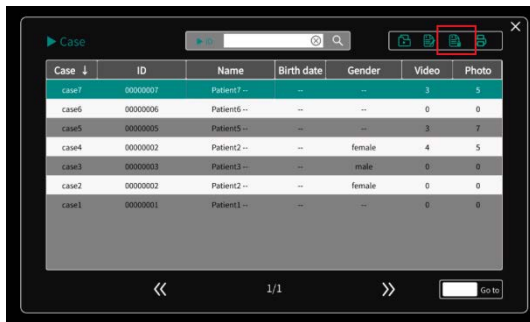 Case
ID
Case ↓ ID Name Birth date Gender Video Photo
case7 00000007 Patient7 -- -- -- 3 5
case6 00000006 Patient6 -- -- -- 0 0
case5 00000005 Patient5 -- -- -- 3 7
case4 00000002 Patient2 -- -- female 4 5
case3 00000003 Patient3 -- -- male 0 0
case2 00000002 Patient2 -- -- female 0 0
case1 00000001 Patient1 -- -- -- 0 0
1/1
Go to